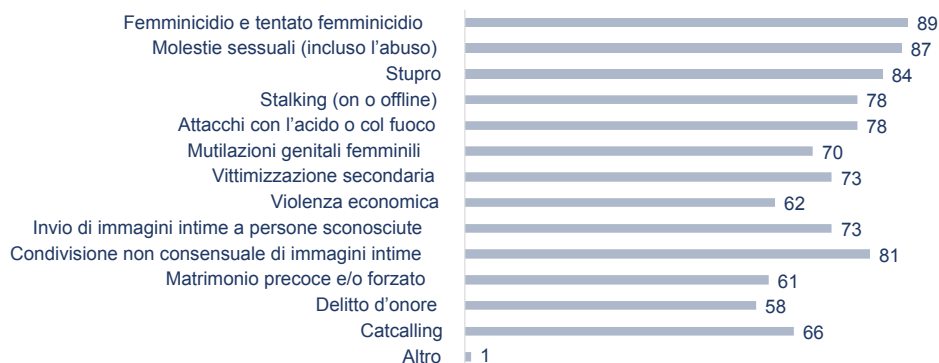 Femminicidio e tentato femminicidio 89
Molestie sessuali (incluso l'abuso) 87
Stupro 84
Stalking (on o offline) 78
Attacchi con l'acido o col fuoco 78
Mutilazioni genitali femminili 70
Vittimizzazione secondaria 73
Violenza economica 62
Invio di immagini intime a persone sconosciute 73
Condivisione non consensuale di immagini intime 81
Matrimonio precoce e/o forzato 61
Delitto d'onore 58
Catcalling 66
Altro 1